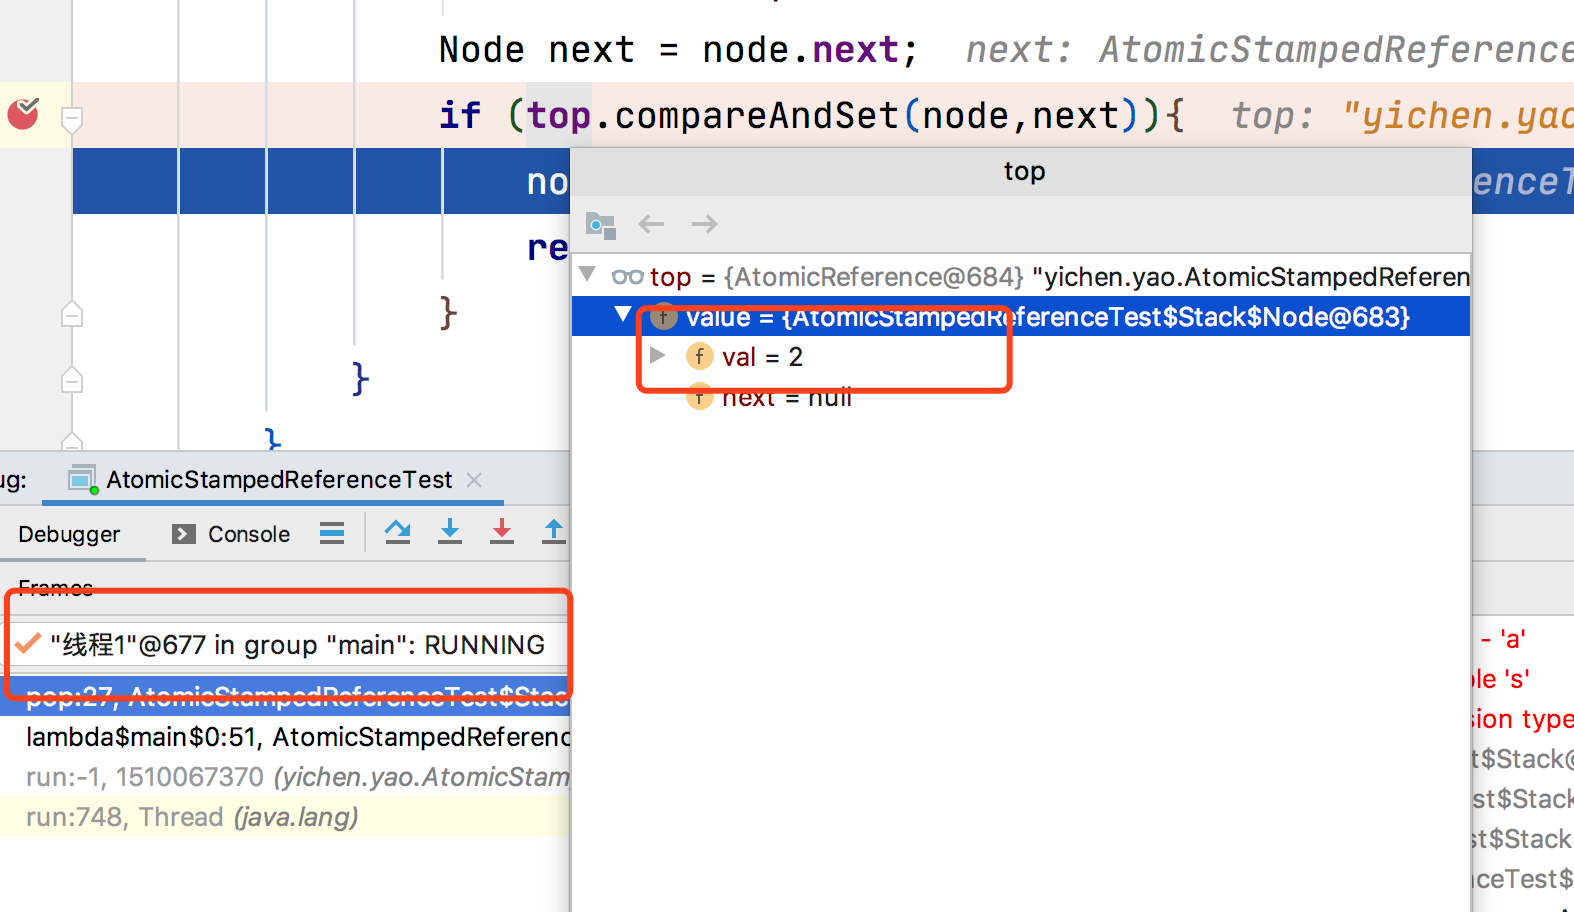 Node next = node.next; next: AtomicStampedReference
if (top.compareAndSet(node,next)){ top: "yichen.yao
no
enceT
top
re
top = {AtomicReference@684} "yichen.yao.AtomicStampedReferen
value = {AtomicStampedReferenceTest$Stack$Node@683}
}
val = 2
}
next = null
}
ug:
AtomicStampedReferenceTest
Debugger
Console
Frames
"线程1"@677 in group "main": RUNNING
pop:27, AtomicStampedReferenceTest$Stac
lambda$main$0:51, AtomicStampedReferenc
run:-1, 1510067370 (yichen.yao.AtomicStam
run:748, Thread (java.lang)
- 'a'
le 's'
sion type
t$Stack@
st$Stack
st$Stack
nceTest$